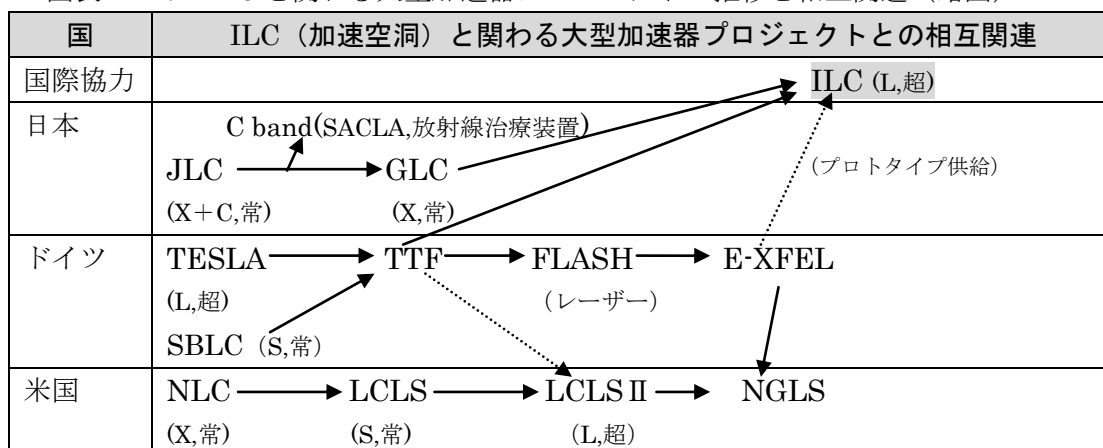 国 ILC（加速空洞）と関わる大型加速器プロジェクトとの相互関連
国際協力 ILC (L,超)
日本 C band(SACLA,放射線治療装置)
JLC GLC (プロトタイプ供給)
(X＋C,常) (X,常)
ドイツ TESLA TTF FLASH E-XFEL
(L,超) (レーザー)
SBLC (S,常)
米国 NLC LCLS LCLSⅡ NGLS
(X,常) (S,常) (L,超)